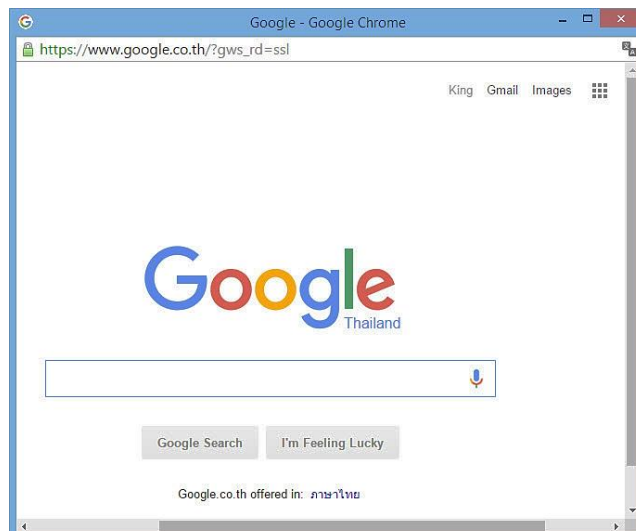 Google - Google Chrome
https://www.google.co.th/?gws_rd=ssl
King Gmail Images
Google
Thailand
Google Search I'm Feeling Lucky
Google.co.th offered in: ภาษาไทย